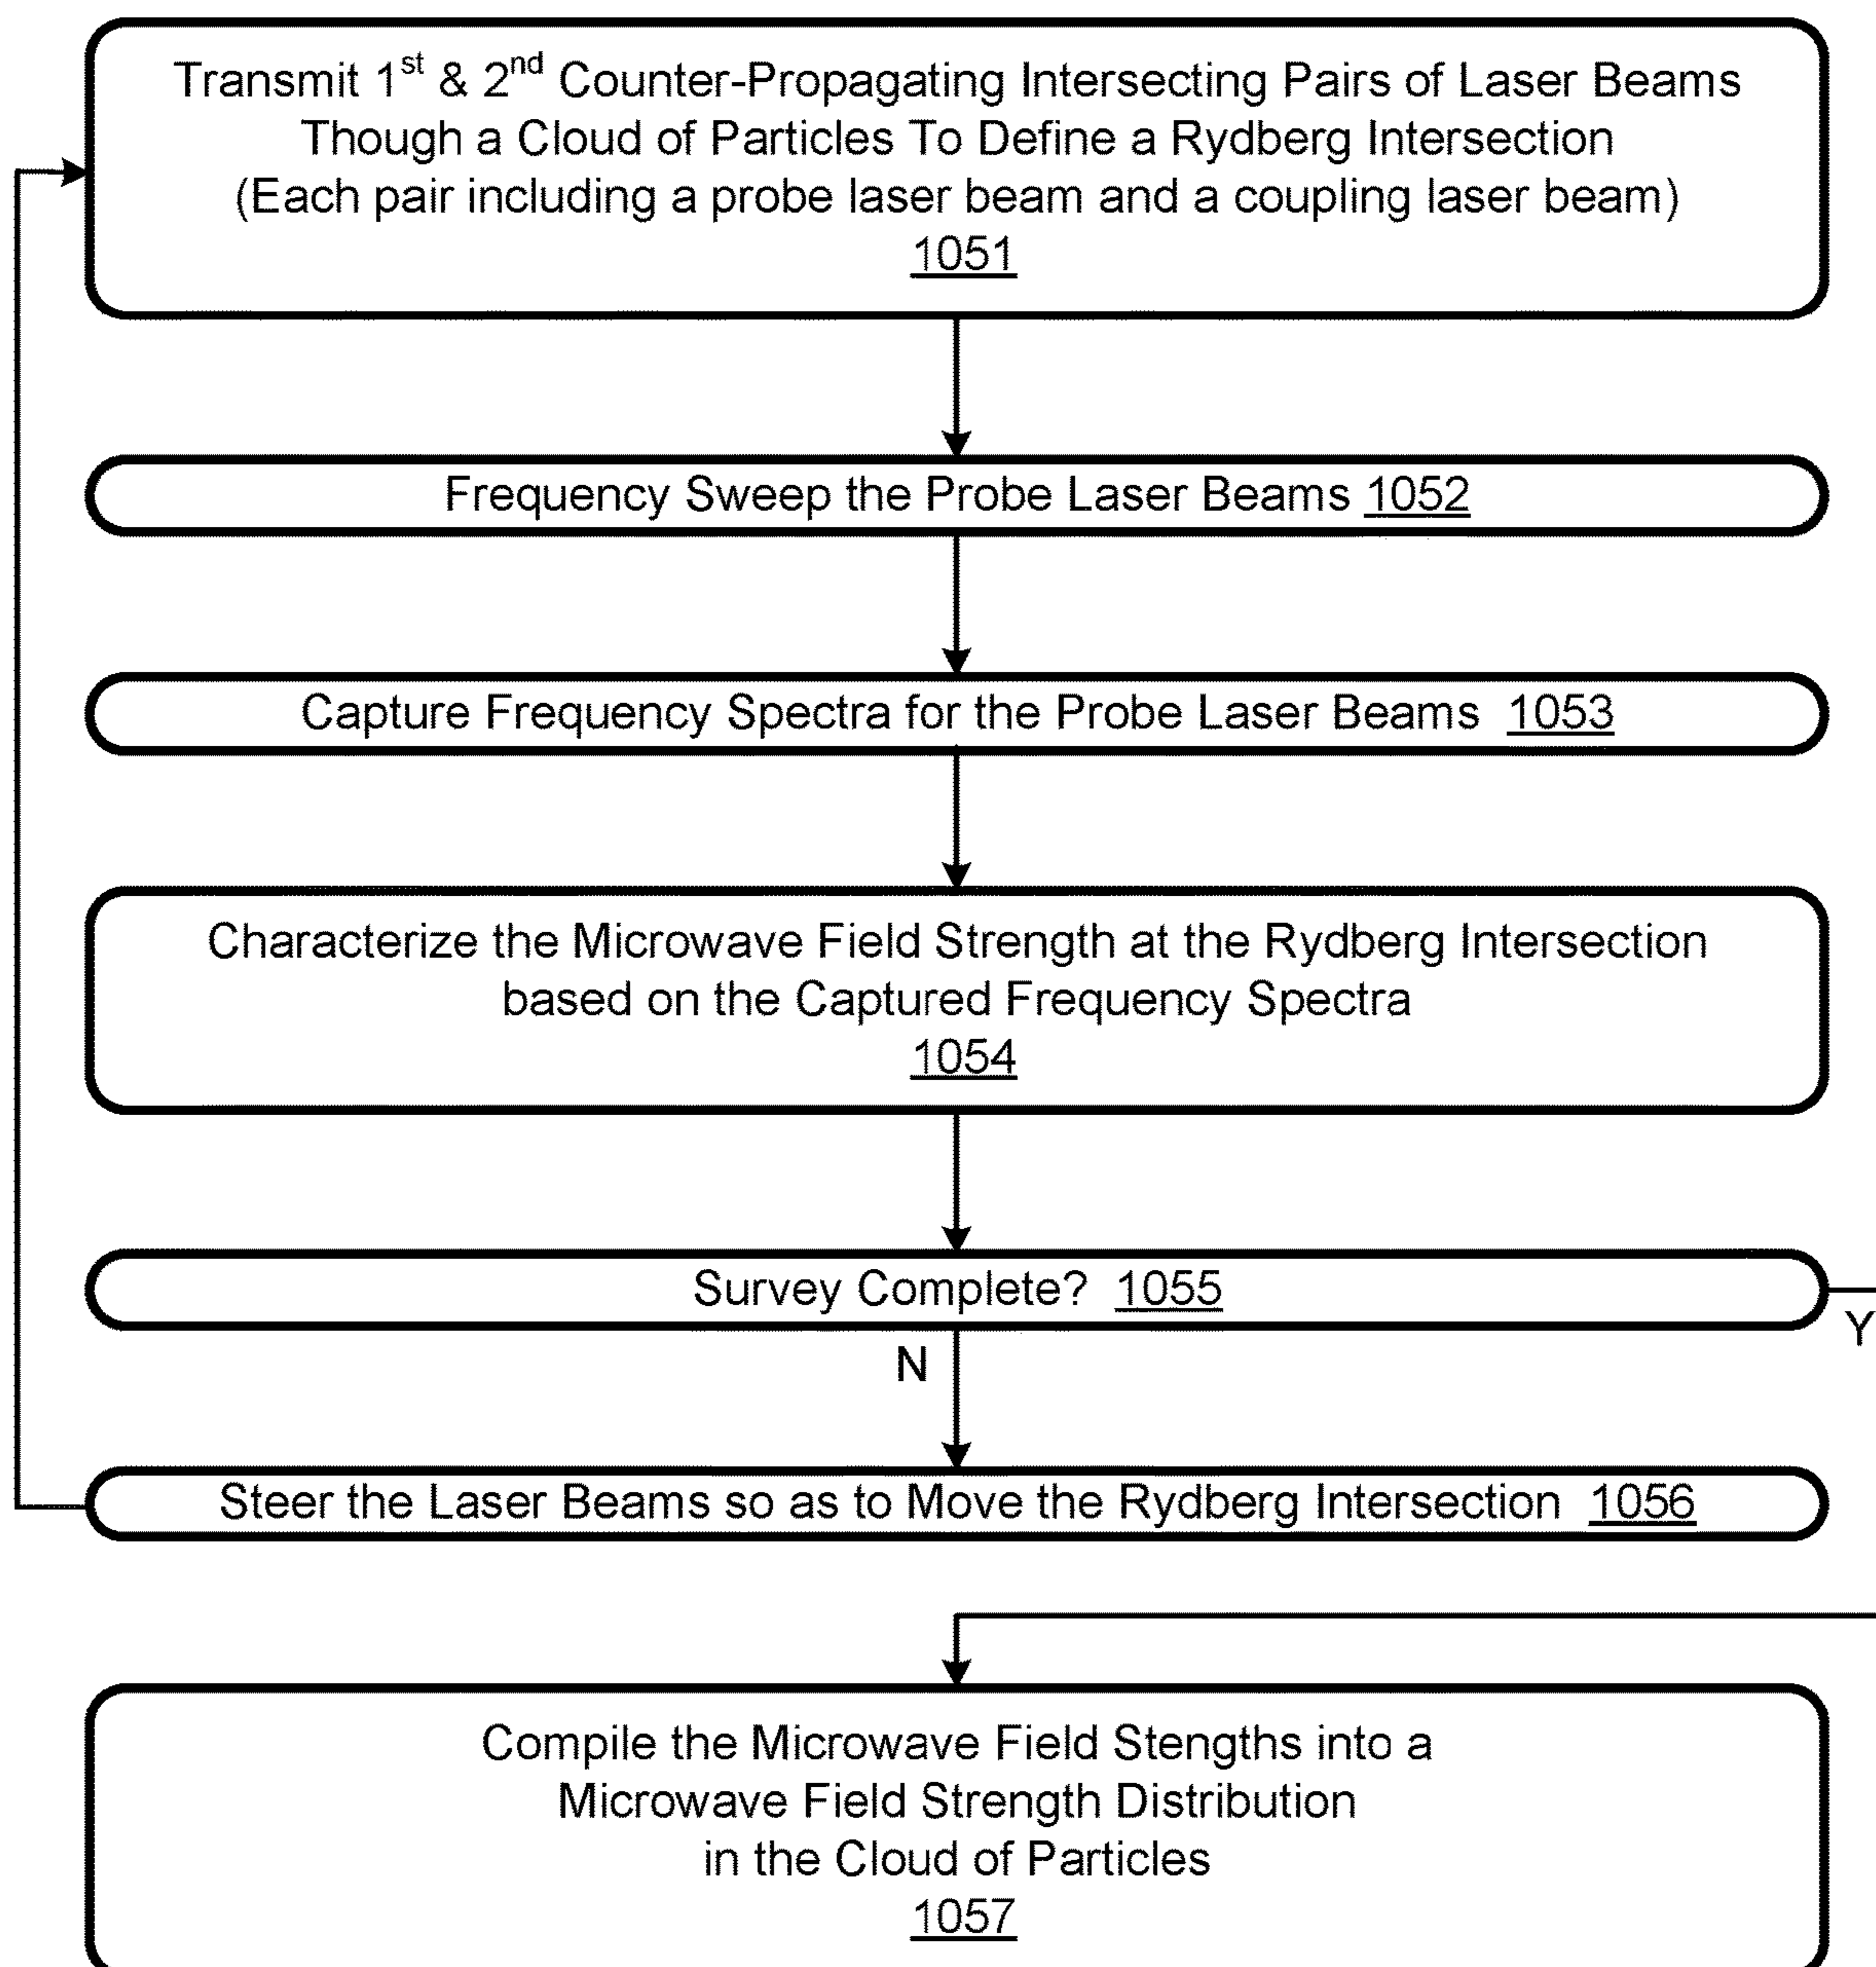 Transmit 1st & 2nd Counter-Propagating Intersecting Pairs of Laser Beams
Though a Cloud of Particles To Define a Rydberg Intersection
(Each pair including a probe laser beam and a coupling laser beam)
1051
Frequency Sweep the Probe Laser Beams 1052
Capture Frequency Spectra for the Probe Laser Beams 1053
Characterize the Microwave Field Strength at the Rydberg Intersection
based on the Captured Frequency Spectra
1054
Survey Complete? 1055
Y
N
Steer the Laser Beams so as to Move the Rydberg Intersection 1056
Compile the Microwave Field Stengths into a
Microwave Field Strength Distribution
in the Cloud of Particles
1057